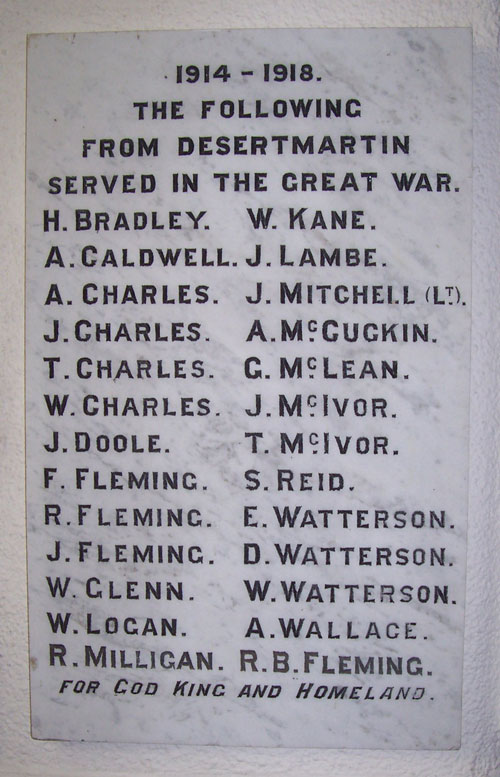 1914 – 1918.
THE FOLLOWING
FROM DESERTMARTIN
SERVED IN THE GREAT WAR.
H. BRADLEY. W. KANE.
A. CALDWELL. J. LAMBE.
A. CHARLES. J. MITCHELL (LT).
J. CHARLES. A. McGUCKIN.
T. CHARLES. G. McLEAN.
W. CHARLES. J. McIVOR.
J. DOOLE. T. McIVOR.
F. FLEMING. S. REID.
R. FLEMING. E. WATTERSON.
J. FLEMING. D. WATTERSON.
W. GLENN. W. WATTERSON.
W. LOGAN. A. WALLACE.
R. MILLIGAN. R. B. FLEMING.
FOR GOD KING AND HOMELAND.